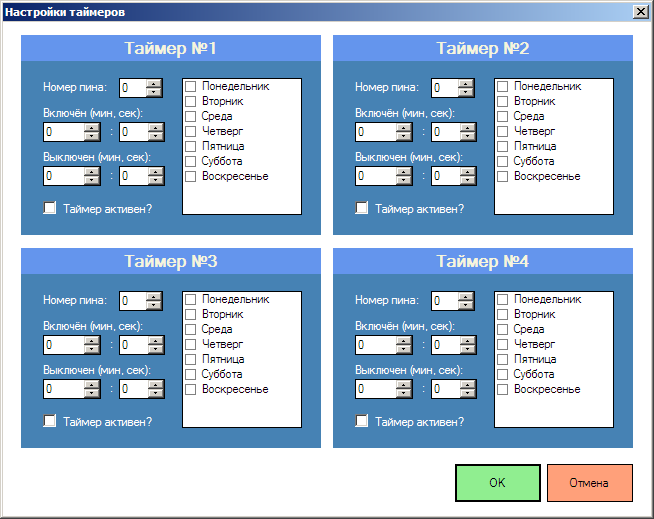 Настройки таймеров
Таймер №1
Номер пина: 0
Включён (мин, сек):
0 : 0
Выключен (мин, сек):
0 : 0
Таймер активен?
Понедельник
Вторник
Среда
Четверг
Пятница
Суббота
Воскресенье
Таймер №2
Номер пина: 0
Включён (мин, сек):
0 : 0
Выключен (мин, сек):
0 : 0
Таймер активен?
Понедельник
Вторник
Среда
Четверг
Пятница
Суббота
Воскресенье
Таймер №3
Номер пина: 0
Включён (мин, сек):
0 : 0
Выключен (мин, сек):
0 : 0
Таймер активен?
Понедельник
Вторник
Среда
Четверг
Пятница
Суббота
Воскресенье
Таймер №4
Номер пина: 0
Включён (мин, сек):
0 : 0
Выключен (мин, сек):
0 : 0
Таймер активен?
Понедельник
Вторник
Среда
Четверг
Пятница
Суббота
Воскресенье
OK
Отмена